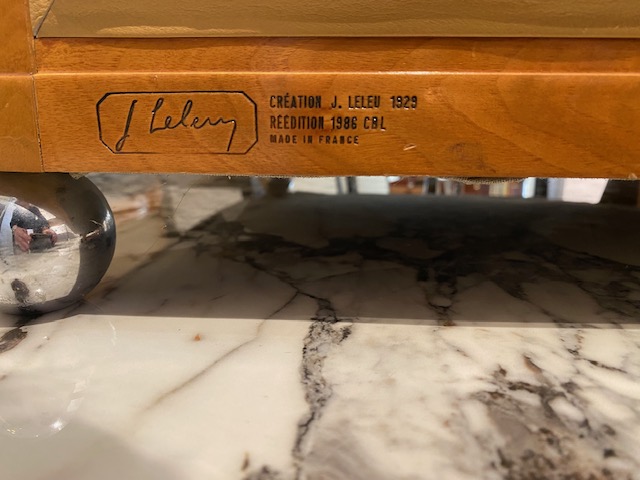 J Leleu
CRÉATION J. LELEU 1929
RÉEDITION 1986 CBL
MADE IN FRANCE